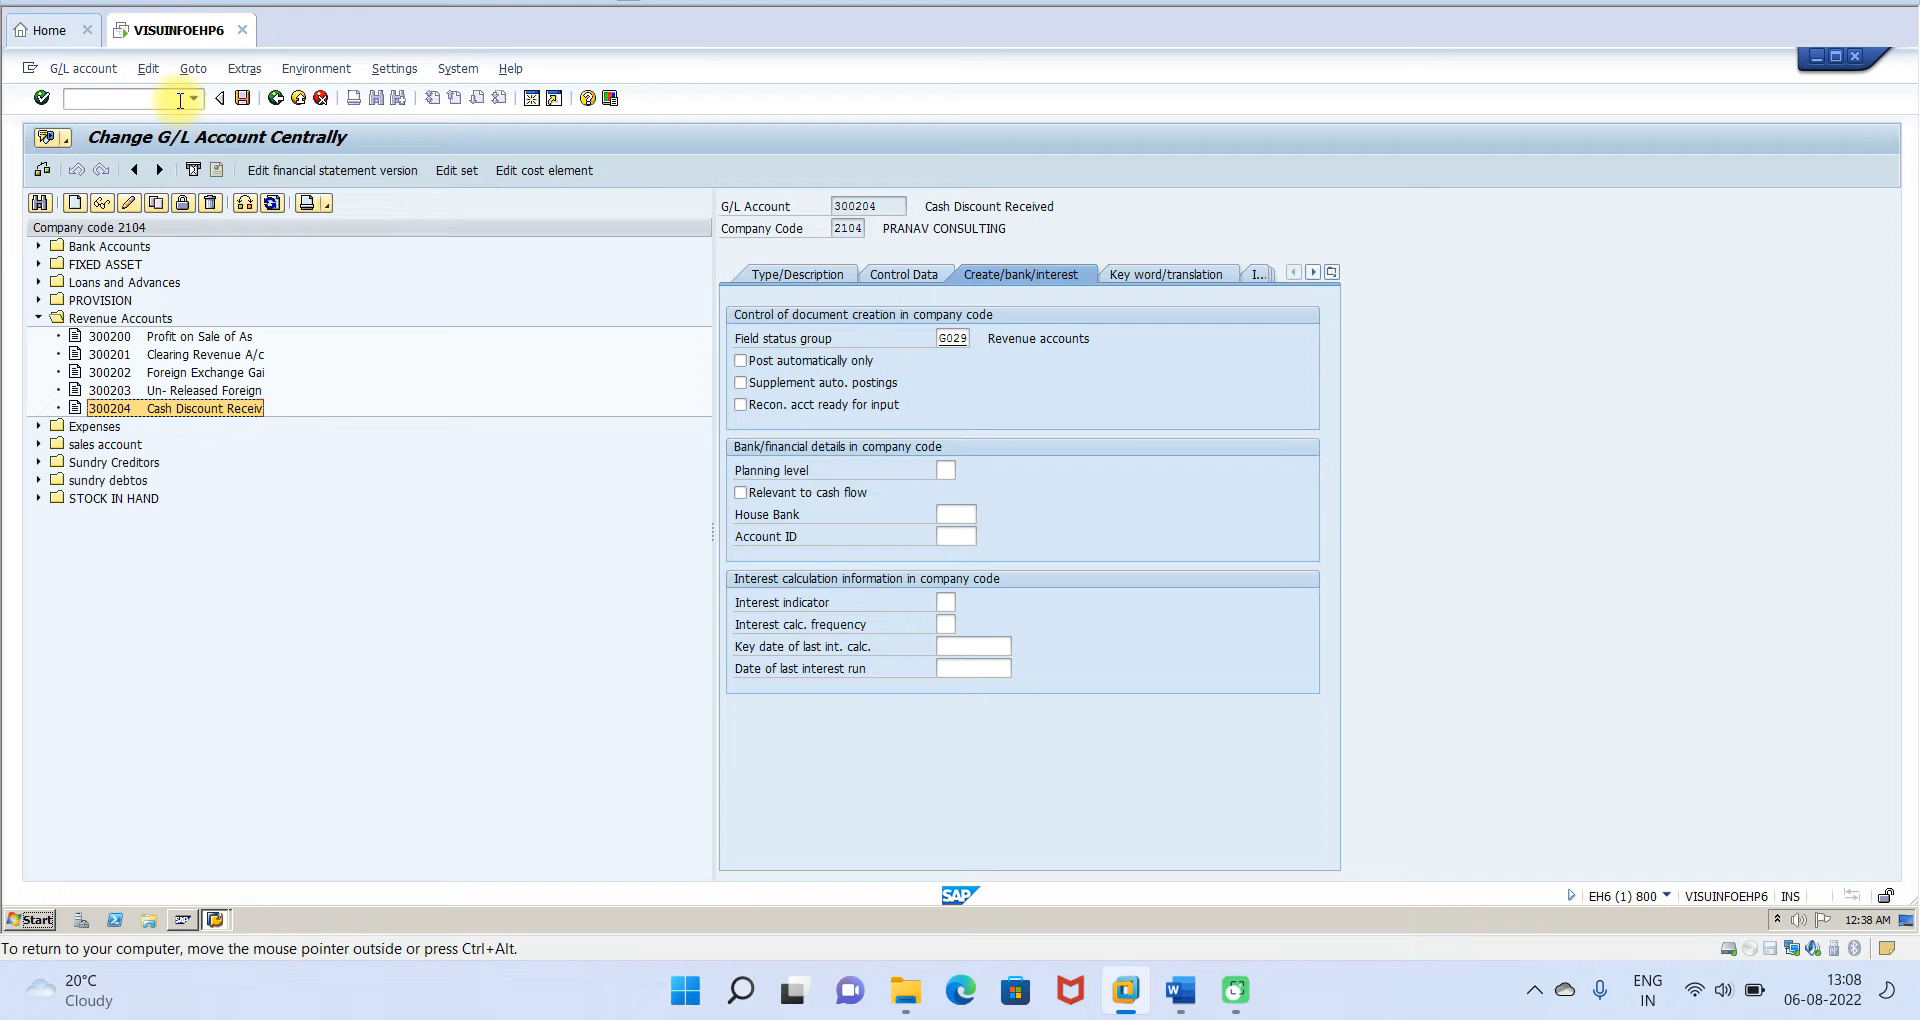 Home
VISUINFOEHP6
G/L account Edit Goto Extras Environment Settings System Help
Change G/L Account Centrally
Edit financial statement version Edit set Edit cost element
Company code 2104
Bank Accounts
FIXED ASSET
Loans and Advances
PROVISION
Revenue Accounts
300200 Profit on Sale of As
300201 Clearing Revenue A/c
300202 Foreign Exchange Gai
300203 Un- Released Foreign
300204 Cash Discount Receiv
Expenses
sales account
Sundry Creditors
sundry debtos
STOCK IN HAND
G/L Account 300204 Cash Discount Received
Company Code 2104 PRANAV CONSULTING
Type/Description Control Data Create/bank/interest Key word/translation I...
Control of document creation in company code
Field status group G029 Revenue accounts
Post automatically only
Supplement auto. postings
Recon. acct ready for input
Bank/financial details in company code
Planning level
Relevant to cash flow
House Bank
Account ID
Interest calculation information in company code
Interest indicator
Interest calc. frequency
Key date of last int. calc.
Date of last interest run
SAP
EH6 (1) 800 VISUINFOEHP6 INS
Start
12:38 AM
To return to your computer, move the mouse pointer outside or press Ctrl+Alt.
20°C
Cloudy
W
ENG
IN
13:08
06-08-2022